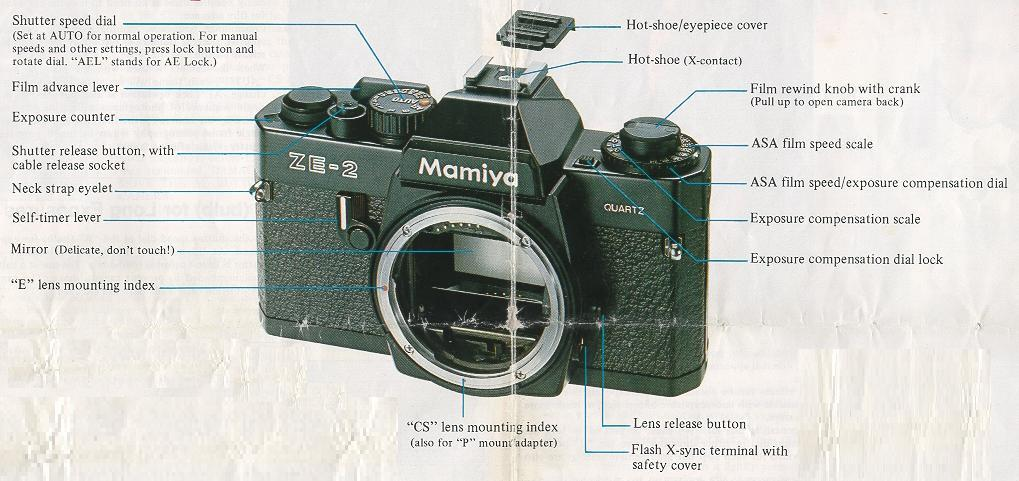 Shutter speed dial
(Set at AUTO for normal operation. For manual
speeds and other settings, press lock button and
rotate dial. “AEL” stands for AE Lock.)
Film advance lever
Exposure counter
Shutter release button, with
cable release socket
Neck strap eyelet
Self-timer lever
Mirror (Delicate, don't touch!)
“E” lens mounting index
Hot-shoe/eyepiece cover
Hot-shoe (X-contact)
Film rewind knob with crank
(Pull up to open camera back)
ASA film speed scale
ASA film speed/exposure compensation dial
Exposure compensation scale
Exposure compensation dial lock
AUTO
ZE-2
Mamiya
QUARTZ
“CS” lens mounting index
(also for “P” mount adapter)
Lens release button
Flash X-sync terminal with
safety cover